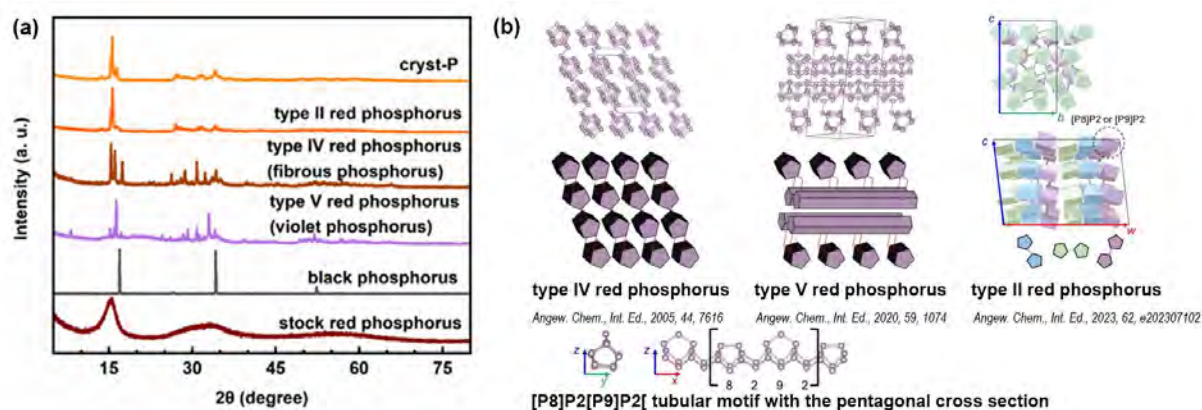 (a)
Intensity (a. u.)
cryst-P
type II red phosphorus
type IV red phosphorus
(fibrous phosphorus)
type V red phosphorus
(violet phosphorus)
black phosphorus
stock red phosphorus
15 30 45 60 75
2θ (degree)
(b)
c
b
[P8]P2 or [P9]P2
c
w
type IV red phosphorus
type V red phosphorus
type II red phosphorus
Angew. Chem., Int. Ed., 2005, 44, 7616
Angew. Chem., Int. Ed., 2020, 59, 1074
Angew. Chem., Int. Ed., 2023, 62, e202307102
z
y
z
x
8 2 9 2
[P8]P2[P9]P2[ tubular motif with the pentagonal cross section